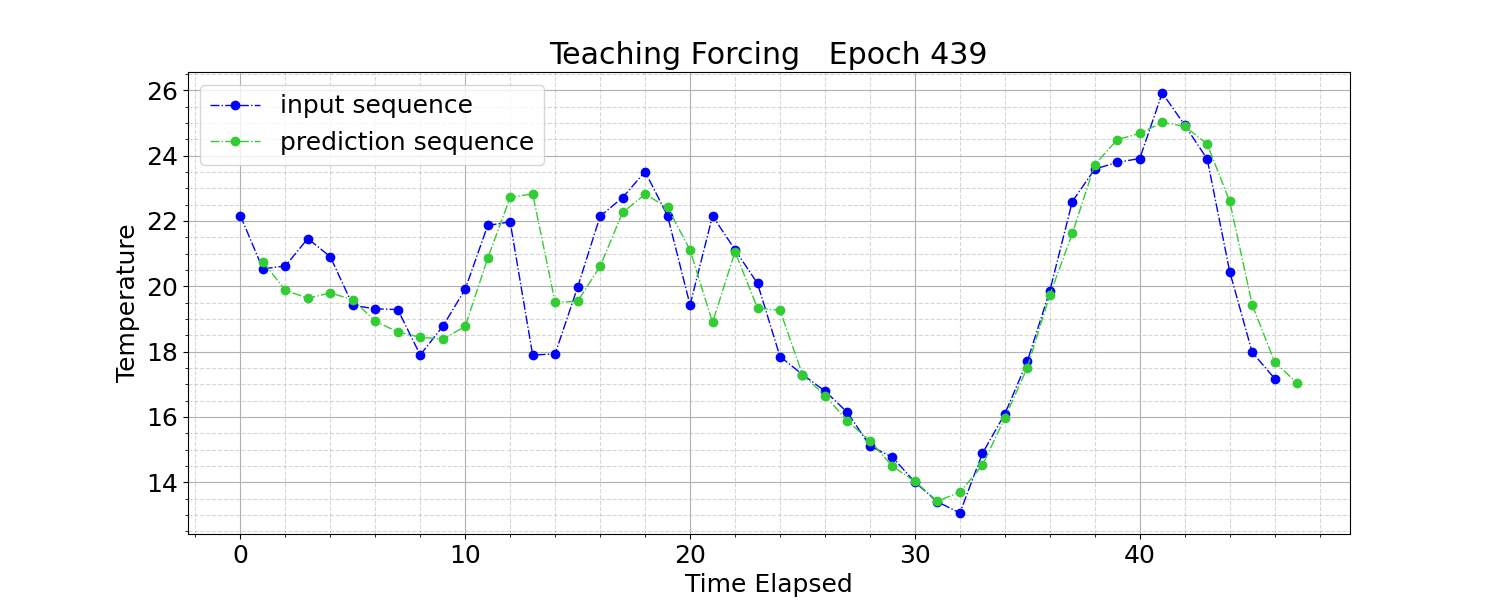 Teaching Forcing   Epoch 439
input sequence
prediction sequence
Temperature
26
24
22
20
18
16
14
0 10 20 30 40
Time Elapsed